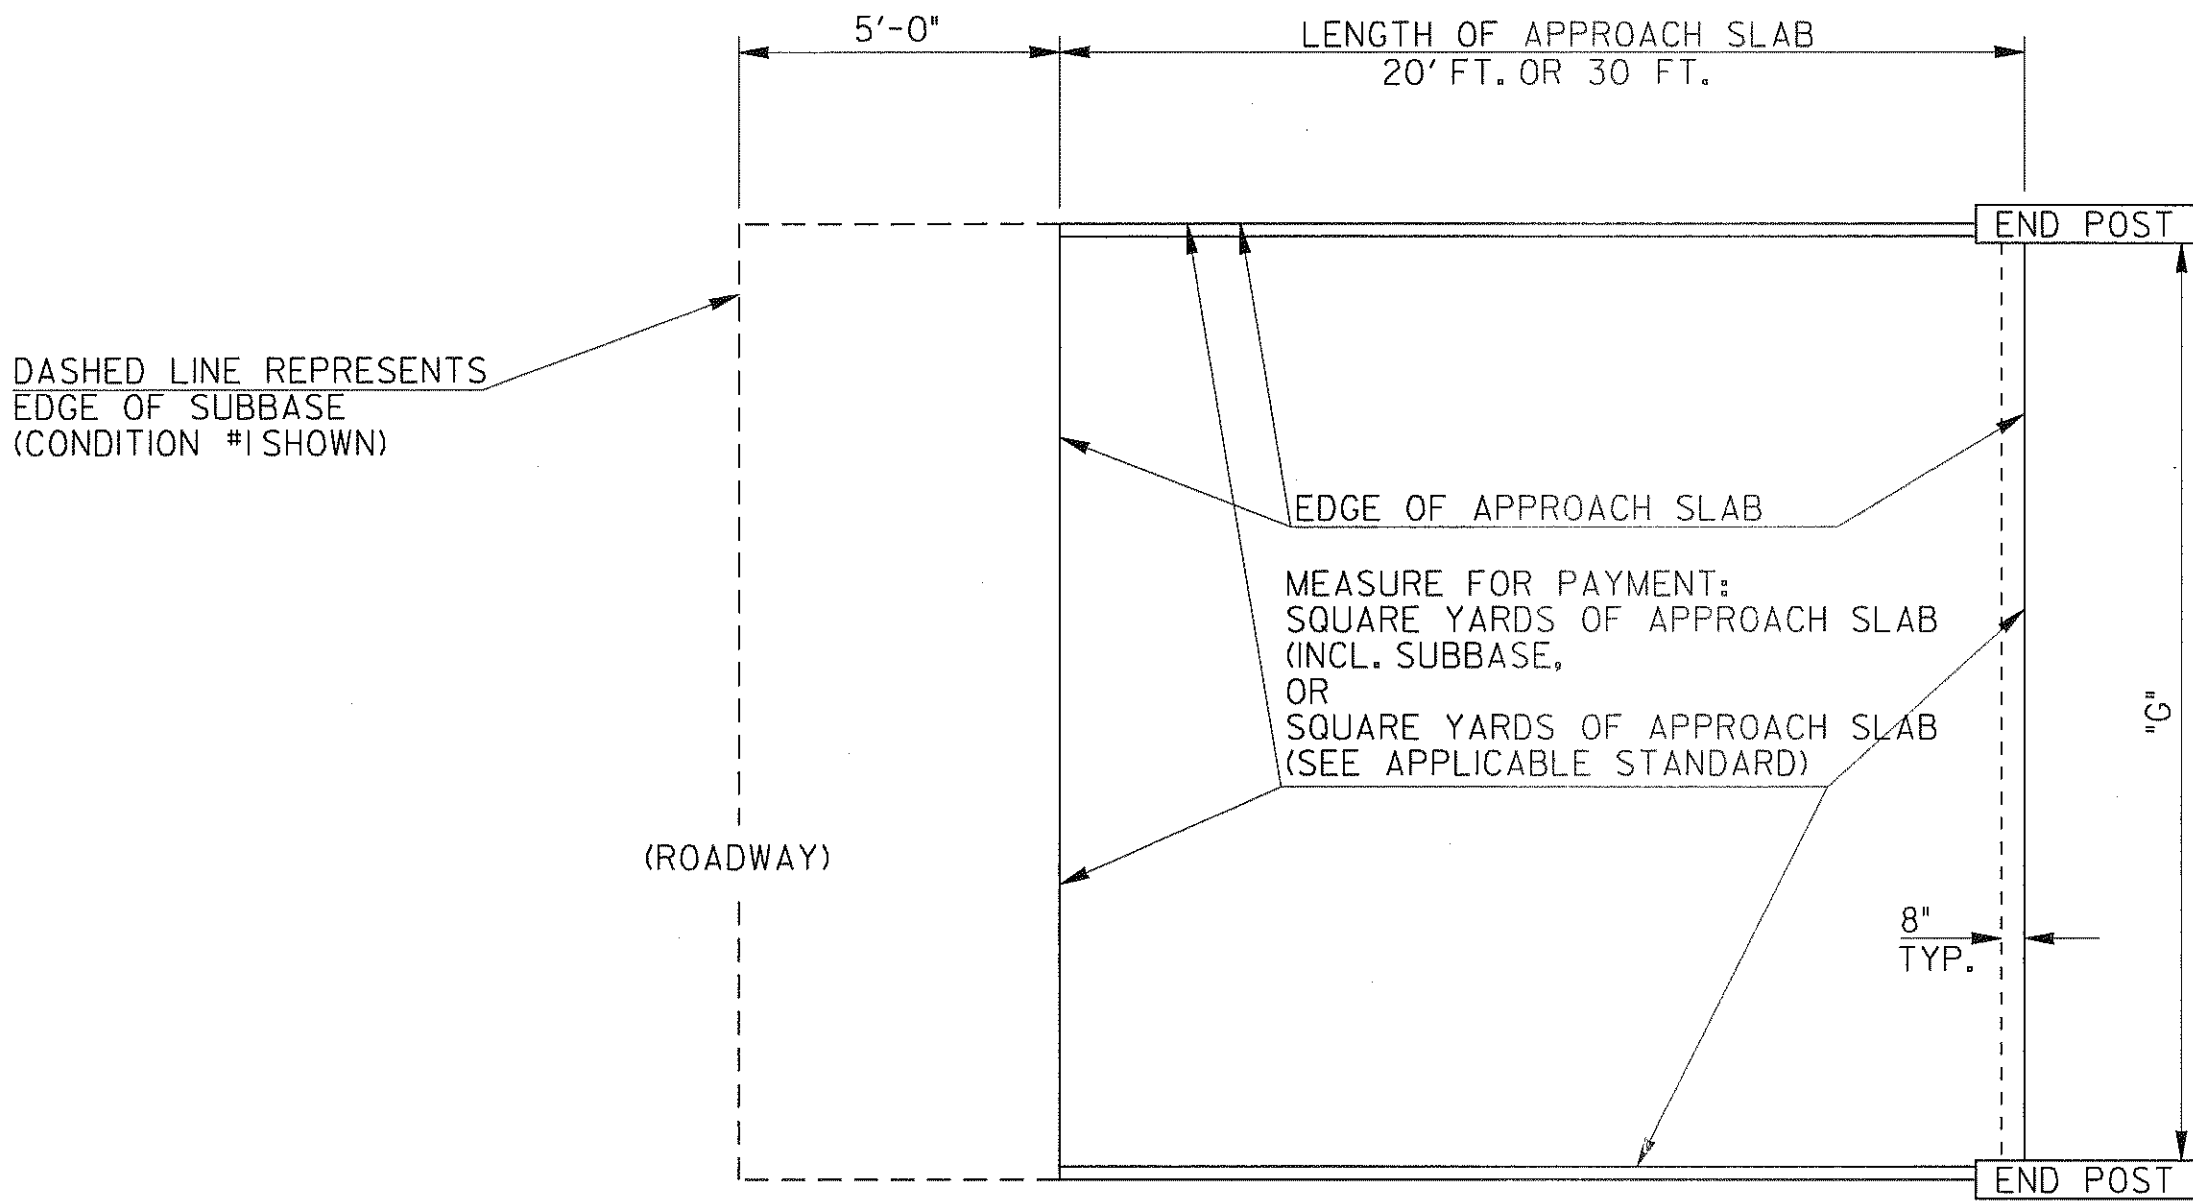 5'-0"
LENGTH OF APPROACH SLAB
20' FT. OR 30 FT.
END POST
DASHED LINE REPRESENTS
EDGE OF SUBBASE
(CONDITION #1 SHOWN)
EDGE OF APPROACH SLAB
MEASURE FOR PAYMENT:
SQUARE YARDS OF APPROACH SLAB
(INCL. SUBBASE,
OR
SQUARE YARDS OF APPROACH SLAB
(SEE APPLICABLE STANDARD)
"G"
(ROADWAY)
8"
TYP.
END POST